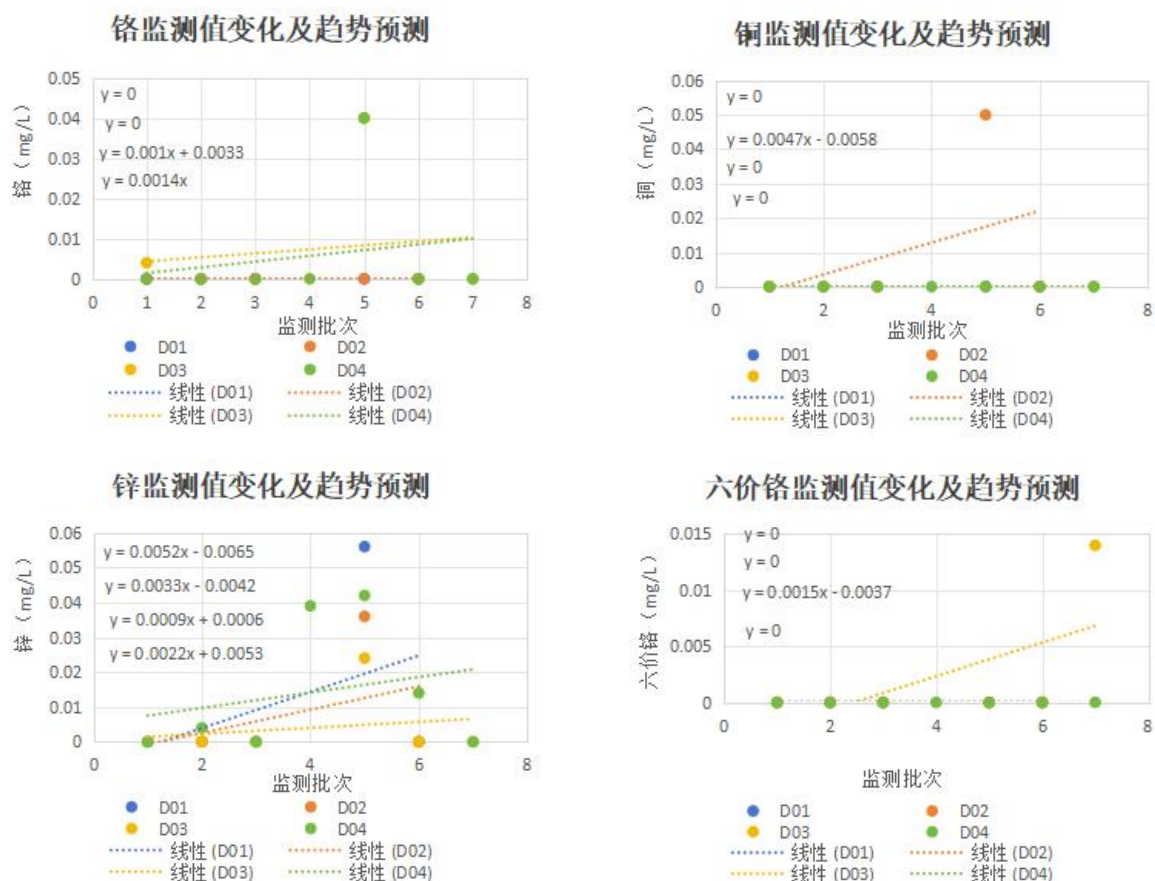 铬监测值变化及趋势预测
铬（mg/L）
0.05
0.04
0.03
0.02
0.01
0
y = 0
y = 0
y = 0.001x + 0.0033
y = 0.0014x
0 1 2 3 4 5 6 7 8
监测批次
D01 D02
D03 D04
线性 (D01) 线性 (D02)
线性 (D03) 线性 (D04)
铜监测值变化及趋势预测
铜（mg/L）
0.06
0.05
0.04
0.03
0.02
0.01
0
y = 0
y = 0.0047x - 0.0058
y = 0
y = 0
0 2 4 6 8
监测批次
D01 D02
D03 D04
线性 (D01) 线性 (D02)
线性 (D03) 线性 (D04)
锌监测值变化及趋势预测
锌（mg/L）
0.06
0.05
0.04
0.03
0.02
0.01
0
y = 0.0052x - 0.0065
y = 0.0033x - 0.0042
y = 0.0009x + 0.0006
y = 0.0022x + 0.0053
0 2 4 6 8
监测批次
D01 D02
D03 D04
线性 (D01) 线性 (D02)
线性 (D03) 线性 (D04)
六价铬监测值变化及趋势预测
六价铬（mg/L）
0.015
0.01
0.005
0
y = 0
y = 0
y = 0.0015x - 0.0037
y = 0
0 2 4 6 8
监测批次
D01 D02
D03 D04
线性 (D01) 线性 (D02)
线性 (D03) 线性 (D04)